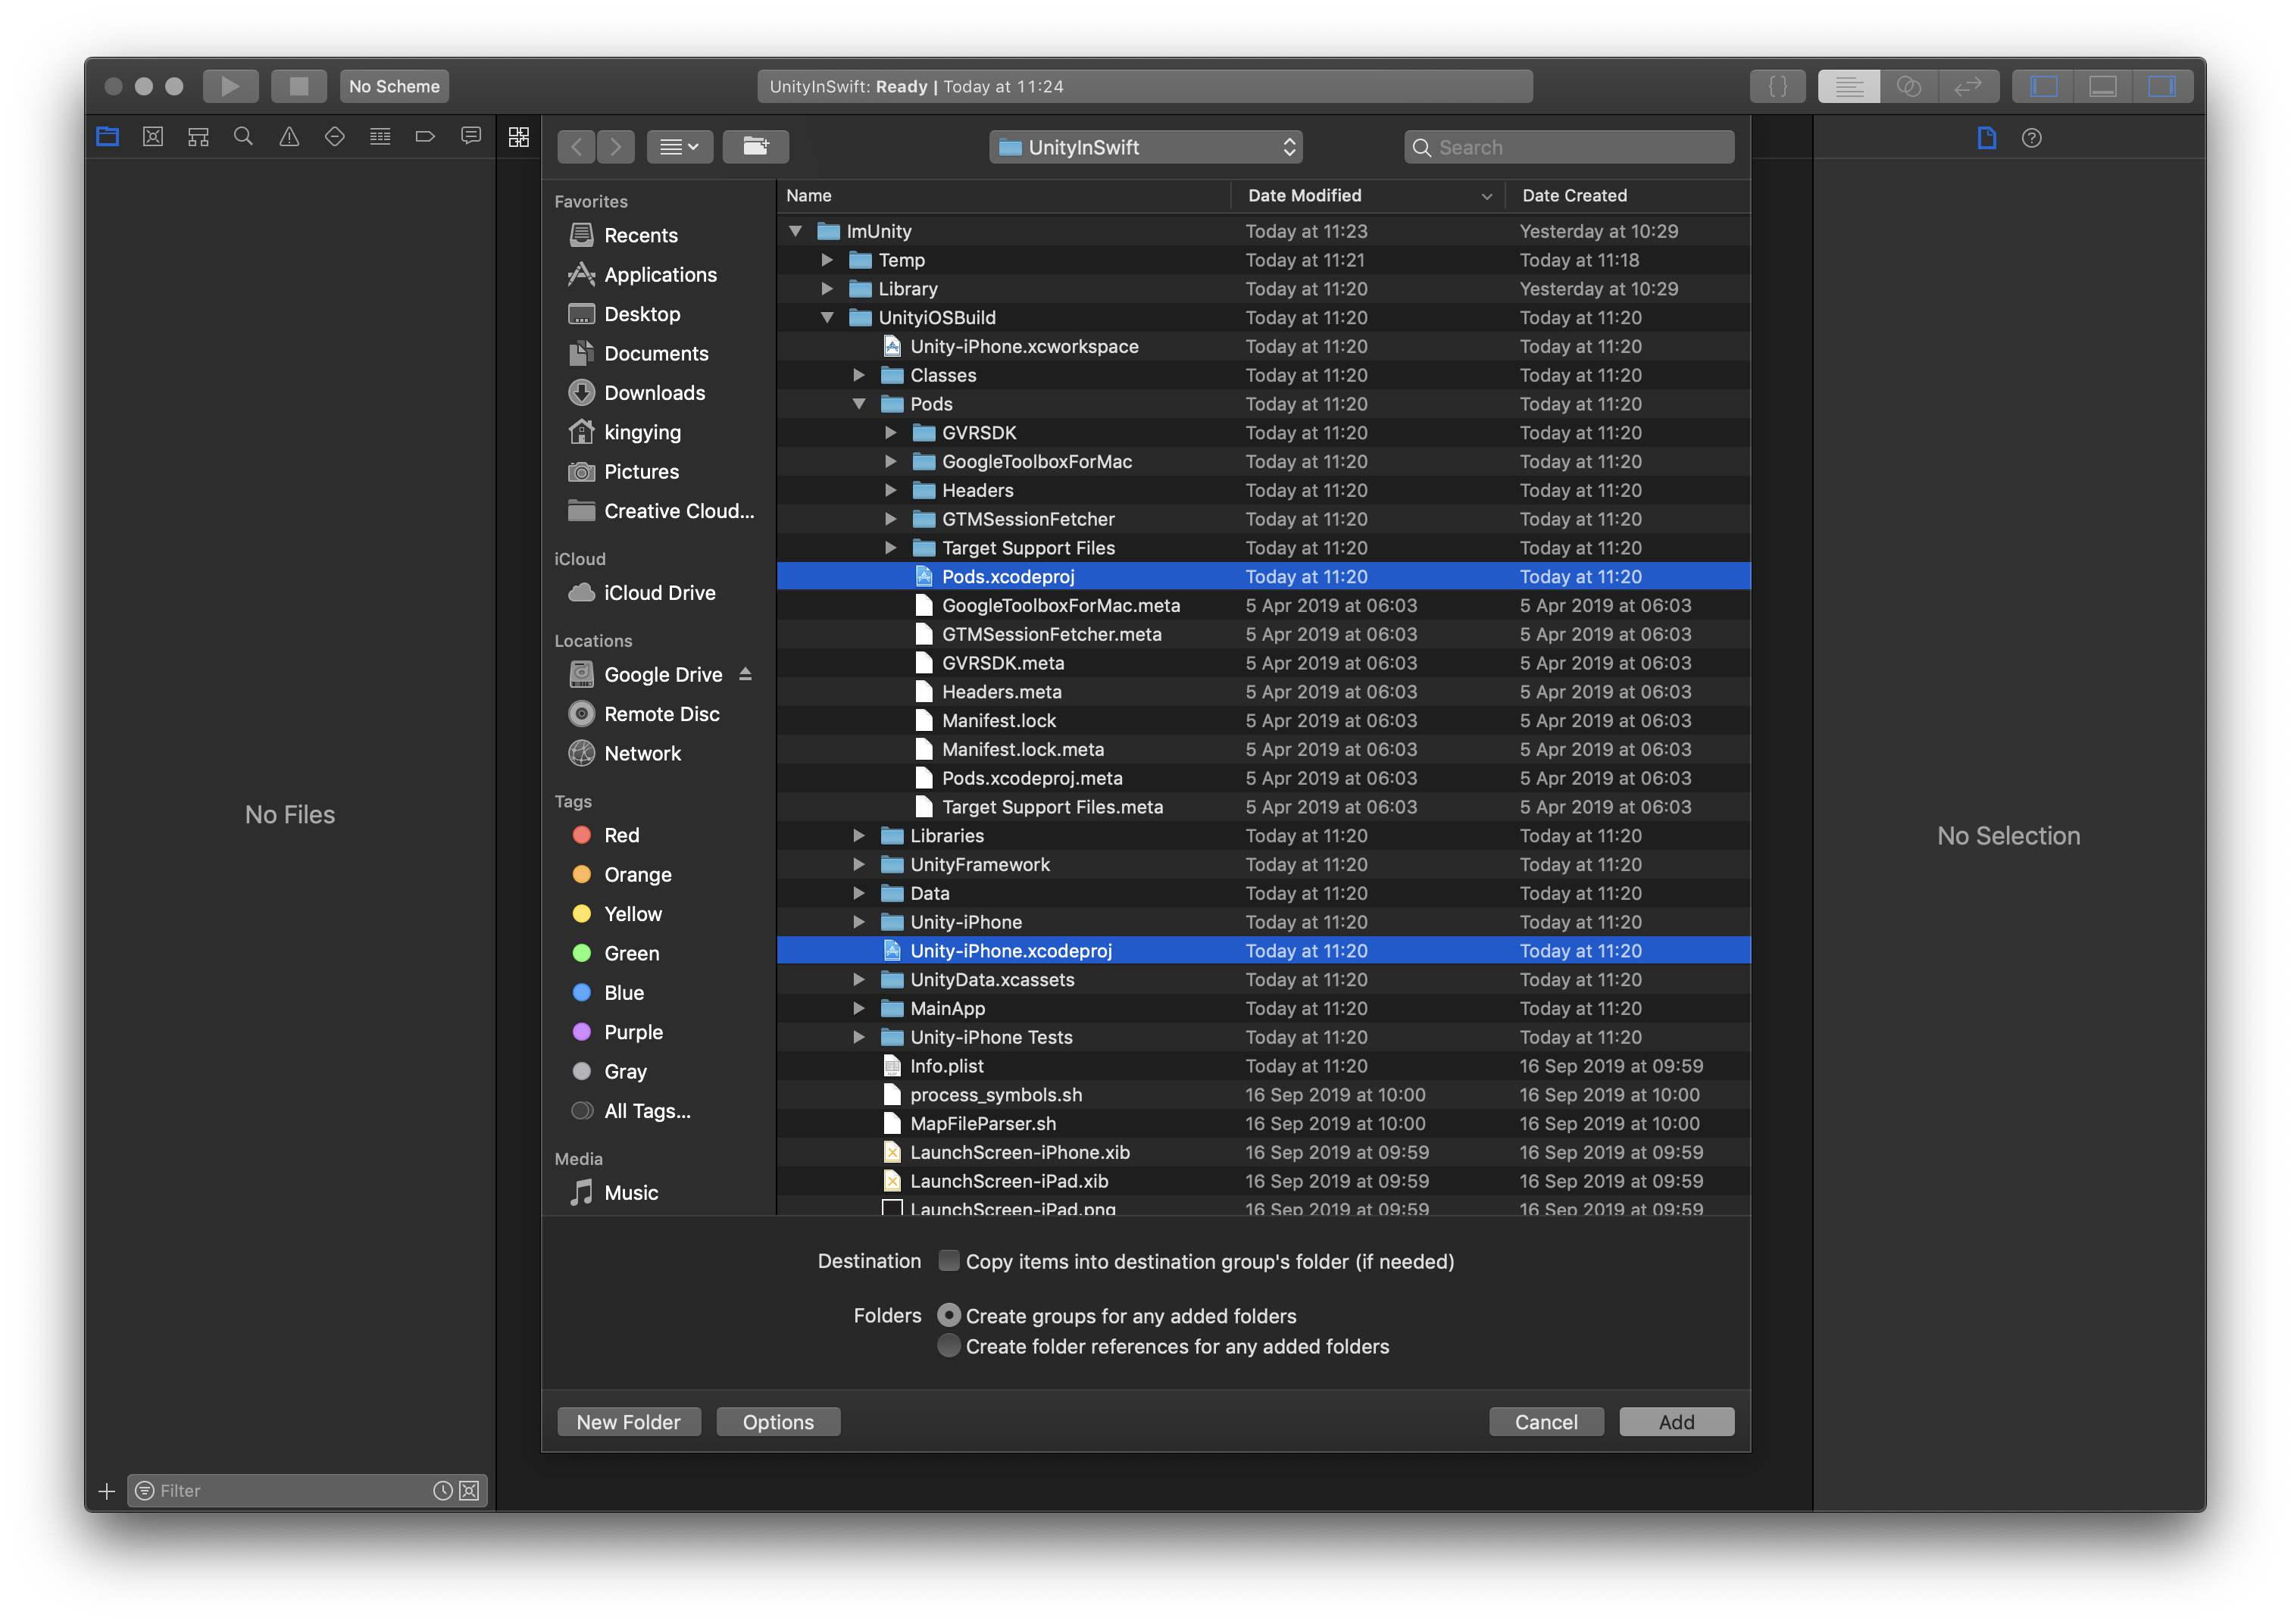 No Scheme
UnityInSwift: Ready | Today at 11:24
UnityInSwift
Search
Favorites
Recents
Applications
Desktop
Documents
Downloads
kingying
Pictures
Creative Cloud...
iCloud
iCloud Drive
Locations
Google Drive
Remote Disc
Network
Tags
Red
Orange
Yellow
Green
Blue
Purple
Gray
All Tags...
Media
Music
Name Date Modified Date Created
ImUnity Today at 11:23 Yesterday at 10:29
Temp Today at 11:21 Today at 11:18
Library Today at 11:20 Yesterday at 10:29
UnityiOSBuild Today at 11:20 Today at 11:20
Unity-iPhone.xcworkspace Today at 11:20 Today at 11:20
Classes Today at 11:20 Today at 11:20
Pods Today at 11:20 Today at 11:20
GVRSDK Today at 11:20 Today at 11:20
GoogleToolboxForMac Today at 11:20 Today at 11:20
Headers Today at 11:20 Today at 11:20
GTMSessionFetcher Today at 11:20 Today at 11:20
Target Support Files Today at 11:20 Today at 11:20
Pods.xcodeproj Today at 11:20 Today at 11:20
GoogleToolboxForMac.meta 5 Apr 2019 at 06:03 5 Apr 2019 at 06:03
GTMSessionFetcher.meta 5 Apr 2019 at 06:03 5 Apr 2019 at 06:03
GVRSDK.meta 5 Apr 2019 at 06:03 5 Apr 2019 at 06:03
Headers.meta 5 Apr 2019 at 06:03 5 Apr 2019 at 06:03
Manifest.lock 5 Apr 2019 at 06:03 5 Apr 2019 at 06:03
Manifest.lock.meta 5 Apr 2019 at 06:03 5 Apr 2019 at 06:03
Pods.xcodeproj.meta 5 Apr 2019 at 06:03 5 Apr 2019 at 06:03
Target Support Files.meta 5 Apr 2019 at 06:03 5 Apr 2019 at 06:03
Libraries Today at 11:20 Today at 11:20
UnityFramework Today at 11:20 Today at 11:20
Data Today at 11:20 Today at 11:20
Unity-iPhone Today at 11:20 Today at 11:20
Unity-iPhone.xcodeproj Today at 11:20 Today at 11:20
UnityData.xcassets Today at 11:20 Today at 11:20
MainApp Today at 11:20 Today at 11:20
Unity-iPhone Tests Today at 11:20 Today at 11:20
Info.plist Today at 11:20 16 Sep 2019 at 09:59
process_symbols.sh 16 Sep 2019 at 10:00 16 Sep 2019 at 10:00
MapFileParser.sh 16 Sep 2019 at 10:00 16 Sep 2019 at 10:00
LaunchScreen-iPhone.xib 16 Sep 2019 at 09:59 16 Sep 2019 at 09:59
LaunchScreen-iPad.xib 16 Sep 2019 at 09:59 16 Sep 2019 at 09:59
LaunchScreen-iPad.png 16 Sep 2019 at 09:59 16 Sep 2019 at 09:59
Destination Copy items into destination group's folder (if needed)
Folders Create groups for any added folders
Create folder references for any added folders
New Folder Options Cancel Add
No Files
No Selection
Filter